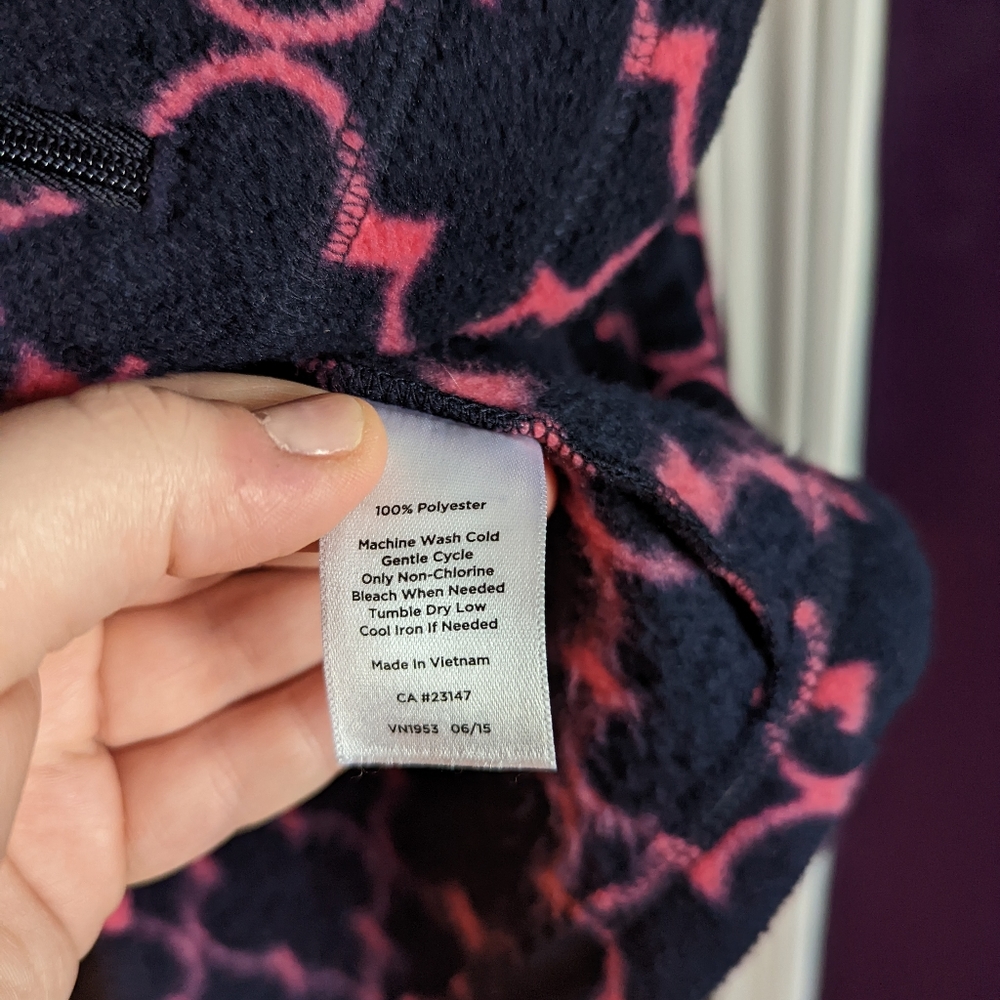 100% Polyester
Machine Wash Cold
Gentle Cycle
Only Non-Chlorine
Bleach When Needed
Tumble Dry Low
Cool Iron If Needed
Made In Vietnam
CA #23147
VN1953 06/15